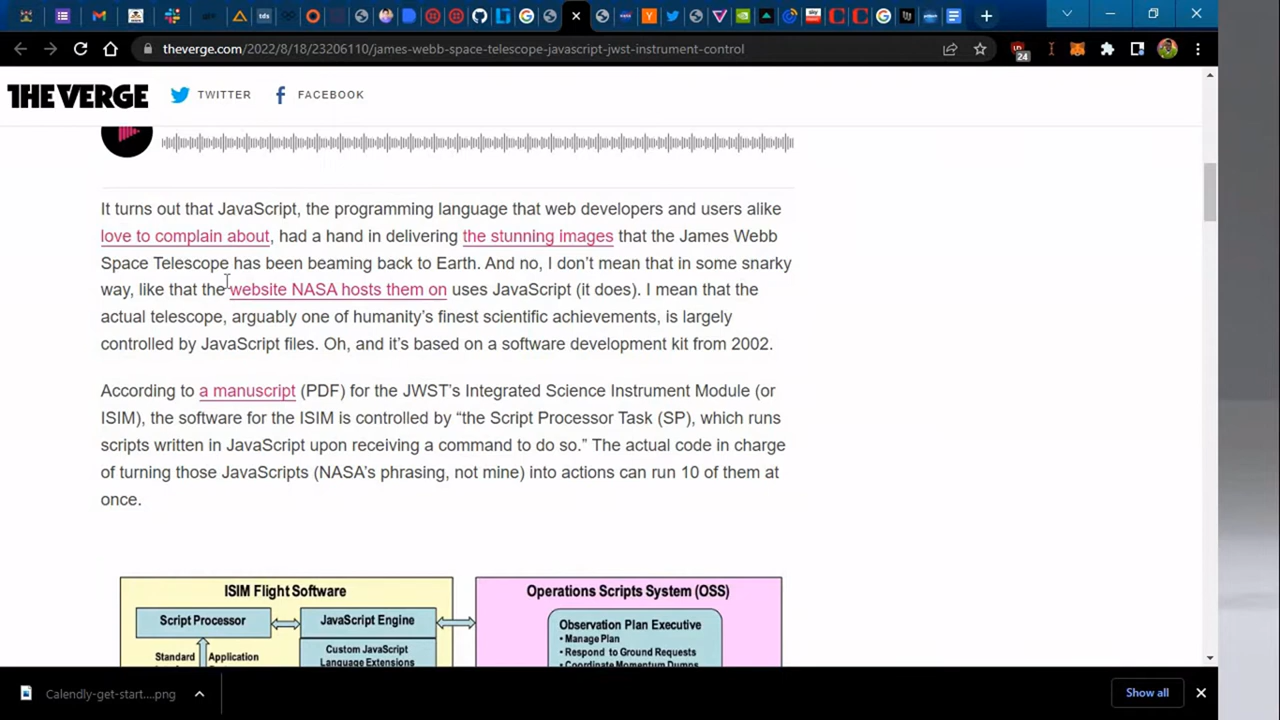 theverge.com/2022/8/18/23206110/james-webb-space-telescope-javascript-jwst-instrument-control
24
THE VERGE TWITTER FACEBOOK
It turns out that JavaScript, the programming language that web developers and users alike
love to complain about, had a hand in delivering the stunning images that the James Webb
Space Telescope has been beaming back to Earth. And no, I don’t mean that in some snarky
way, like that the website NASA hosts them on uses JavaScript (it does). I mean that the
actual telescope, arguably one of humanity’s finest scientific achievements, is largely
controlled by JavaScript files. Oh, and it’s based on a software development kit from 2002.
According to a manuscript (PDF) for the JWST’s Integrated Science Instrument Module (or
ISIM), the software for the ISIM is controlled by “the Script Processor Task (SP), which runs
scripts written in JavaScript upon receiving a command to do so.” The actual code in charge
of turning those JavaScripts (NASA’s phrasing, not mine) into actions can run 10 of them at
once.
ISIM Flight Software
Script Processor JavaScript Engine
Custom JavaScript
Standard Application Language Extensions
Operations Scripts System (OSS)
Observation Plan Executive
• Manage Plan
• Respond to Ground Requests
• Coordinate Momentum Dumps
Calendly-get-start....png
Show all